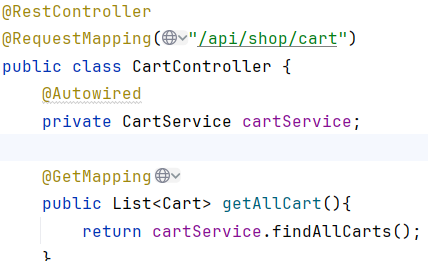 @RestController
@RequestMapping("/api/shop/cart")
public class CartController {
@Autowired
private CartService cartService;
@GetMapping
public List<Cart> getAllCart(){
return cartService.findAllCarts();
}